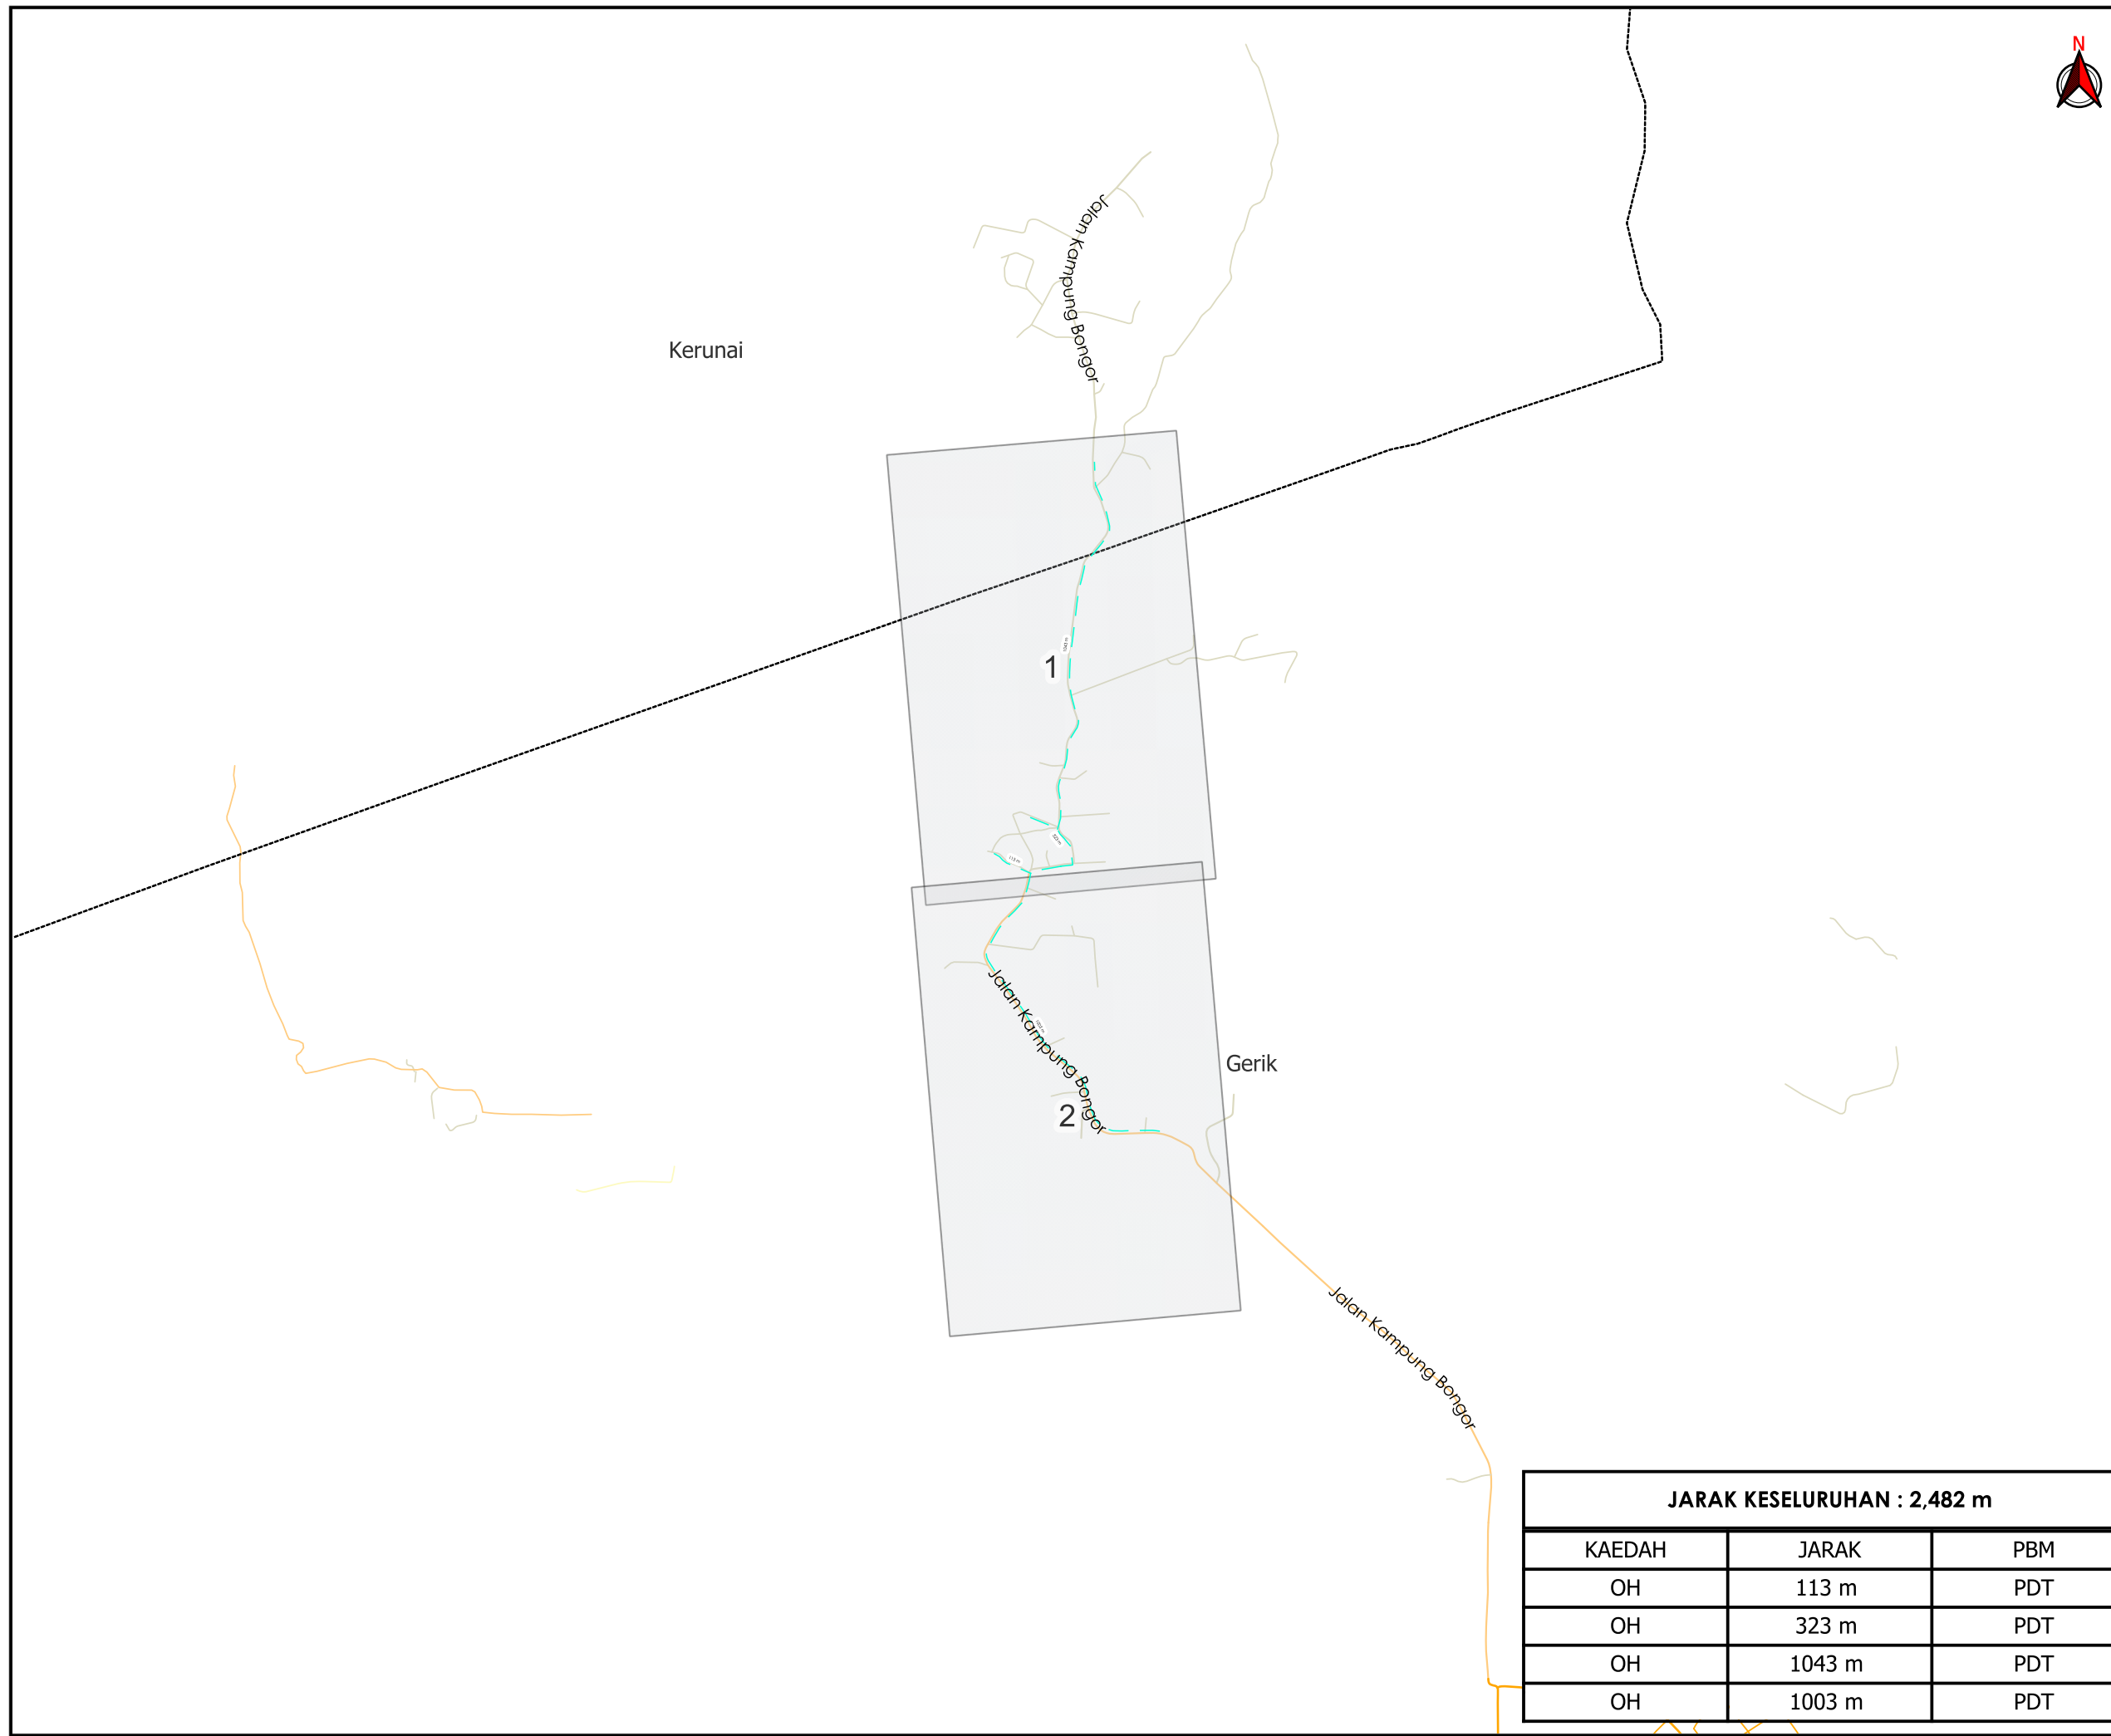 N
Jalan Kampung Bongor
Kerunai
1
113 m
Jalan Kampung Bongor
Gerik
2
Jalan Kampung Bongor
JARAK KESELURUHAN : 2,482 m
KAEDAH JARAK PBM
OH 113 m PDT
OH 323 m PDT
OH 1043 m PDT
OH 1003 m PDT